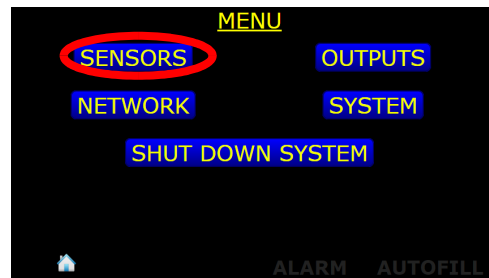 MENU
SENSORS OUTPUTS
NETWORK SYSTEM
SHUT DOWN SYSTEM
ALARM AUTOFILL